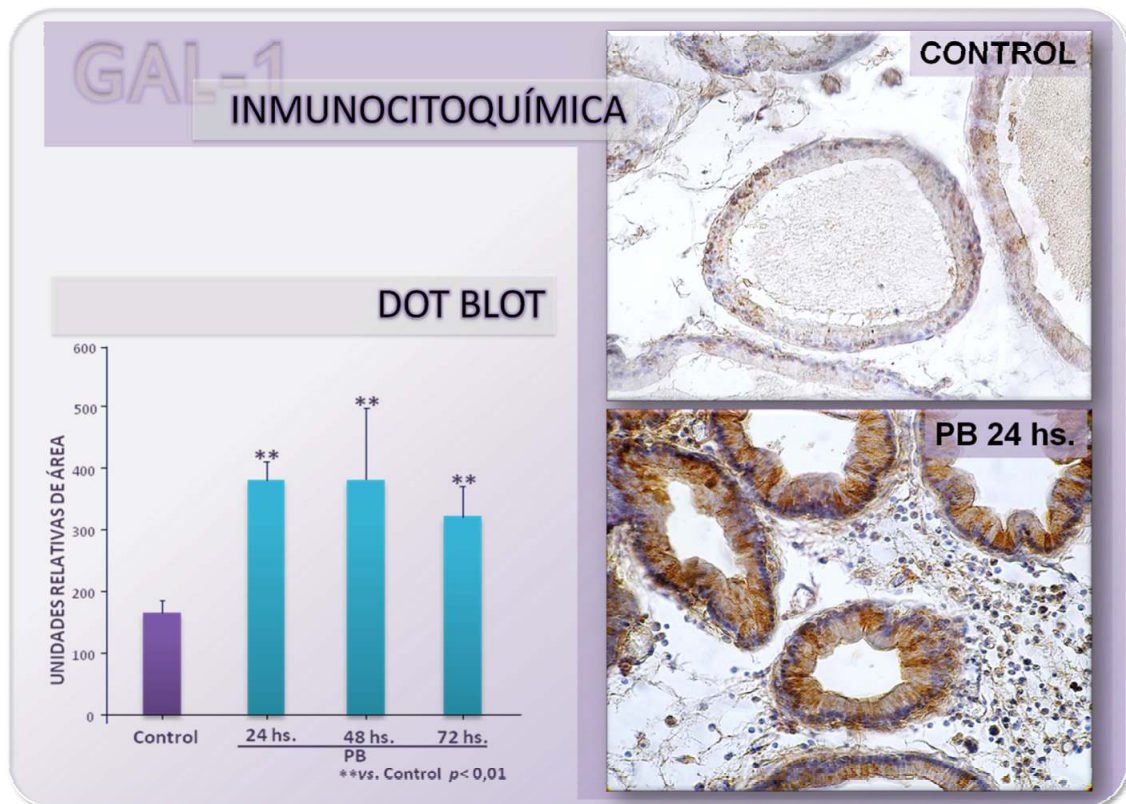 GAL-1
INMUNOCITOQUÍMICA
CONTROL
PB 24 hs.
DOT BLOT
UNIDADES RELATIVAS DE ÁREA
600
500
400
300
200
100
0
** ** **
Control 24 hs. 48 hs. 72 hs.
PB
**vs. Control p< 0,01